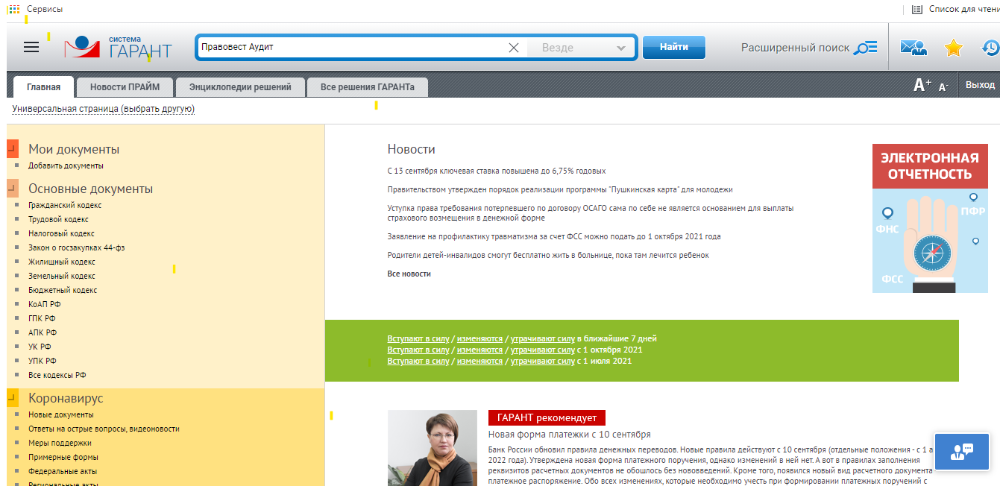 Сервисы
Список для чтени
система
ГАРАНТ
Правовест Аудит
Везде
Найти
Расширенный поиск
Главная
Новости ПРАЙМ
Энциклопедии решений
Все решения ГАРАНТа
A+
A-
Выход
Универсальная страница (выбрать другую)
Мои документы
Добавить документы
Основные документы
Гражданский кодекс
Трудовой кодекс
Налоговый кодекс
Закон о госзакупках 44-фз
Жилищный кодекс
Земельный кодекс
Бюджетный кодекс
КоАП РФ
ГПК РФ
АПК РФ
УК РФ
УПК РФ
Все кодексы РФ
Коронавирус
Новые документы
Ответы на острые вопросы, видеоновости
Меры поддержки
Примерные формы
Федеральные акты
Региональные акты
Новости
С 13 сентября ключевая ставка повышена до 6,75% годовых
Правительством утвержден порядок реализации программы "Пушкинская карта" для молодежи
Уступка права требования потерпевшего по договору ОСАГО сама по себе не является основанием для выплаты
страхового возмещения в денежной форме
Заявление на профилактику травматизма за счет ФСС можно подать до 1 октября 2021 года
Родители детей-инвалидов смогут бесплатно жить в больнице, пока там лечится ребенок
Все новости
ЭЛЕКТРОННАЯ
ОТЧЕТНОСТЬ
ПФР
ФНС
ФСС
Вступают в силу / изменяются / утрачивают силу в ближайшие 7 дней
Вступают в силу / изменяются / утрачивают силу с 1 октября 2021
Вступают в силу / изменяются / утрачивают силу с 1 июля 2021
ГАРАНТ рекомендует
Новая форма платежки с 10 сентября
Банк России обновил правила денежных переводов. Новые правила действуют с 10 сентября (отдельные положения - с 1 а
2022 года). Утверждена новая форма платежного поручения, однако изменений в ней нет. А вот в правилах заполнения
реквизитов расчетных документов не обошлось без нововведений. Кроме того, появился новый вид расчетного документа
платежное распоряжение. Обо всех изменениях, которые необходимо учесть при формировании платежных поручений с